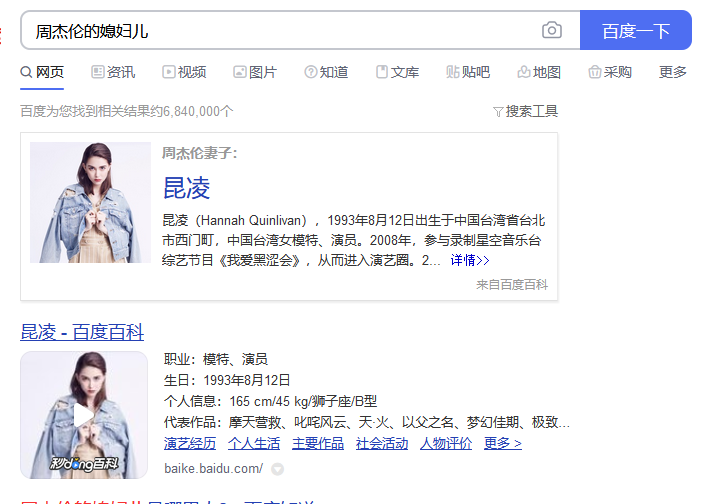 周杰伦的媳妇儿
百度一下
网页 资讯 视频 图片 知道 文库 贴吧 地图 采购 更多
百度为您找到相关结果约6,840,000个
搜索工具
周杰伦妻子:
昆凌
昆凌（Hannah Quinlivan），1993年8月12日出生于中国台湾省台北
市西门町，中国台湾女模特、演员。2008年，参与录制星空音乐台
综艺节目《我爱黑涩会》，从而进入演艺圈。2... 详情>>
来自百度百科
昆凌 - 百度百科
职业：模特、演员
生日：1993年8月12日
个人信息：165 cm/45 kg/狮子座/B型
代表作品：摩天营救、叱咤风云、天·火、以父之名、梦幻佳期、极致...
演艺经历 个人生活 主要作品 社会活动 人物评价 更多 >
秒dong百科
baike.baidu.com/